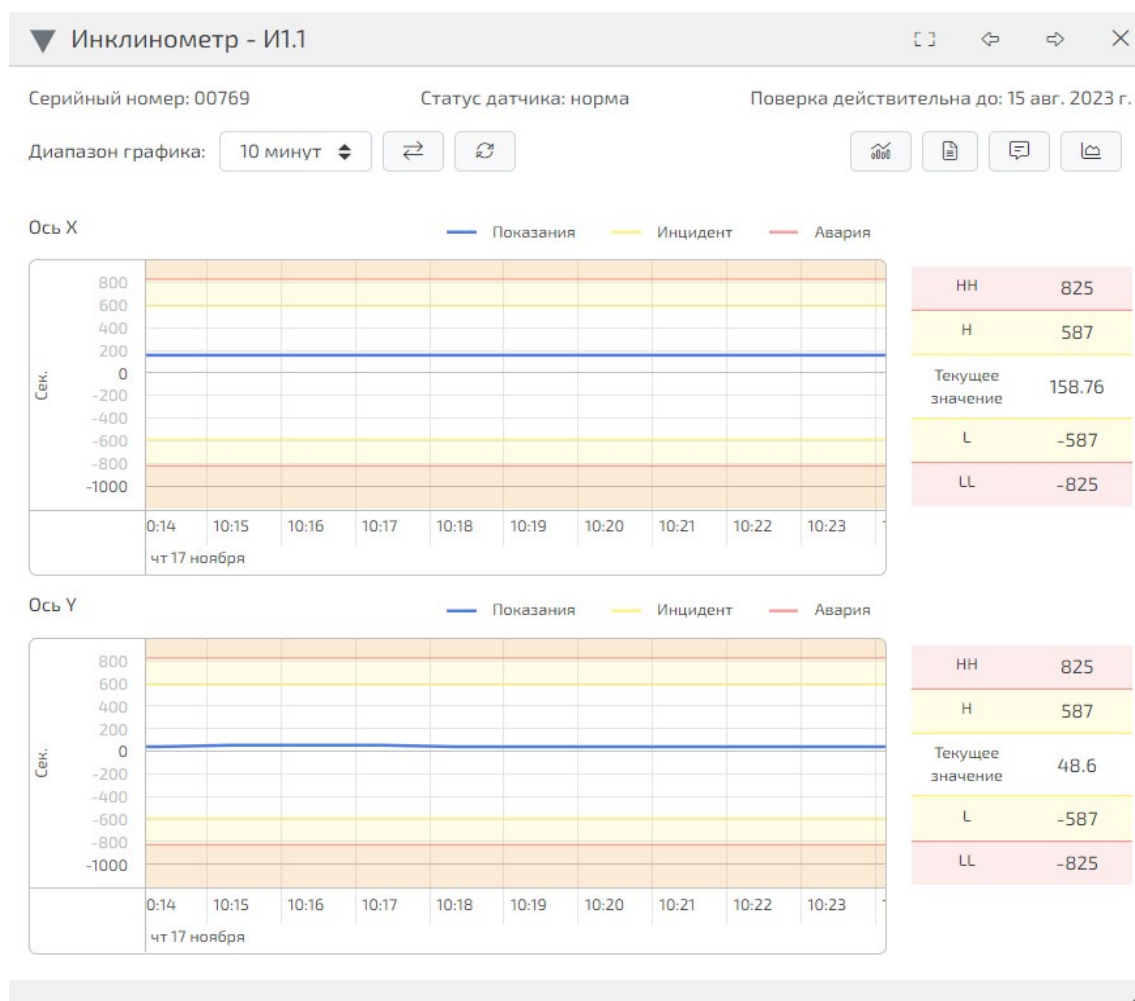 Инклинометр - И1.1
Серийный номер: 00769 Статус датчика: норма Поверка действительна до: 15 авг. 2023 г.
Диапазон графика: 10 минут
Ось X
Показания Инцидент Авария
800
600
400
200
0
-200
-400
-600
-800
-1000
Сек.
0:14 10:15 10:16 10:17 10:18 10:19 10:20 10:21 10:22 10:23
чт 17 ноября
HH 825
H 587
Текущее
значение 158.76
L -587
LL -825
Ось Y
Показания Инцидент Авария
800
600
400
200
0
-200
-400
-600
-800
-1000
Сек.
0:14 10:15 10:16 10:17 10:18 10:19 10:20 10:21 10:22 10:23
чт 17 ноября
HH 825
H 587
Текущее
значение 48.6
L -587
LL -825